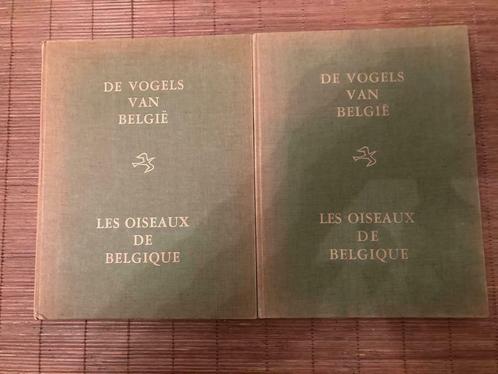 DE VOGELS
VAN
BELGIË
LES OISEAUX
DE
BELGIQUE
DE VOGELS
VAN
BELGIË
LES OISEAUX
DE
BELGIQUE